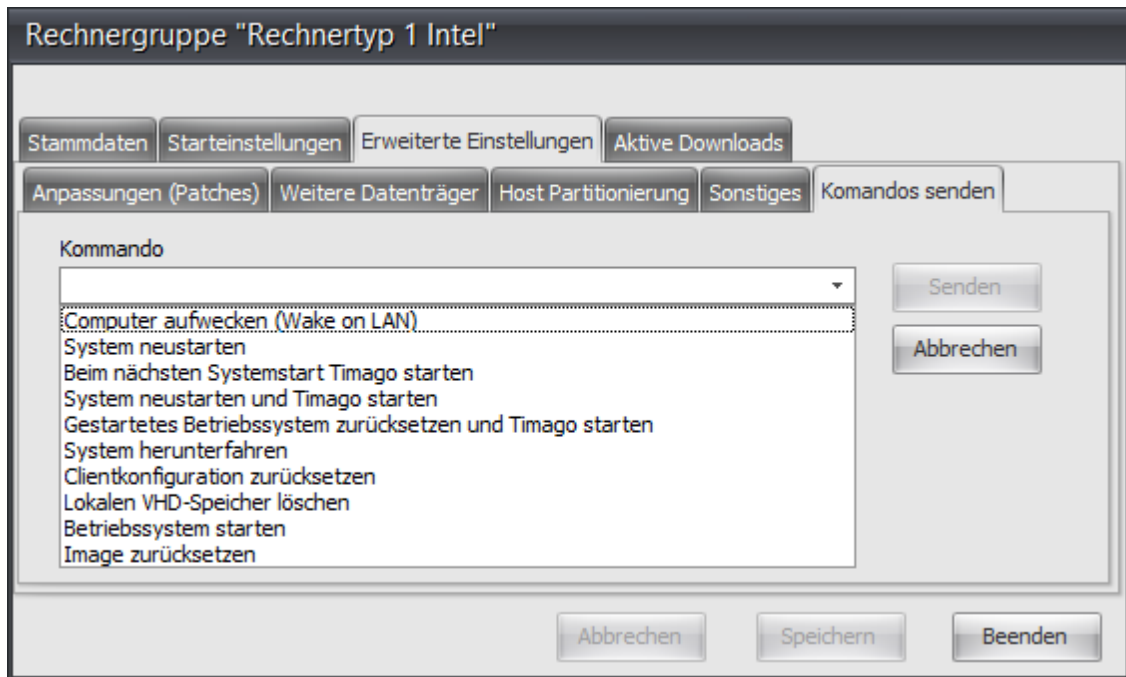 Rechnergruppe "Rechnertyp 1 Intel"
Stammdaten Starteinstellungen Erweiterte Einstellungen Aktive Downloads
Anpassungen (Patches) Weitere Datenträger Host Partitionierung Sonstiges Komandos senden
Kommando
Senden
Computer aufwecken (Wake on LAN)
System neustarten
Abbrechen
Beim nächsten Systemstart Timago starten
System neustarten und Timago starten
Gestartetes Betriebssystem zurücksetzen und Timago starten
System herunterfahren
Clientkonfiguration zurücksetzen
Lokalen VHD-Speicher löschen
Betriebssystem starten
Image zurücksetzen
Abbrechen Speichern Beenden